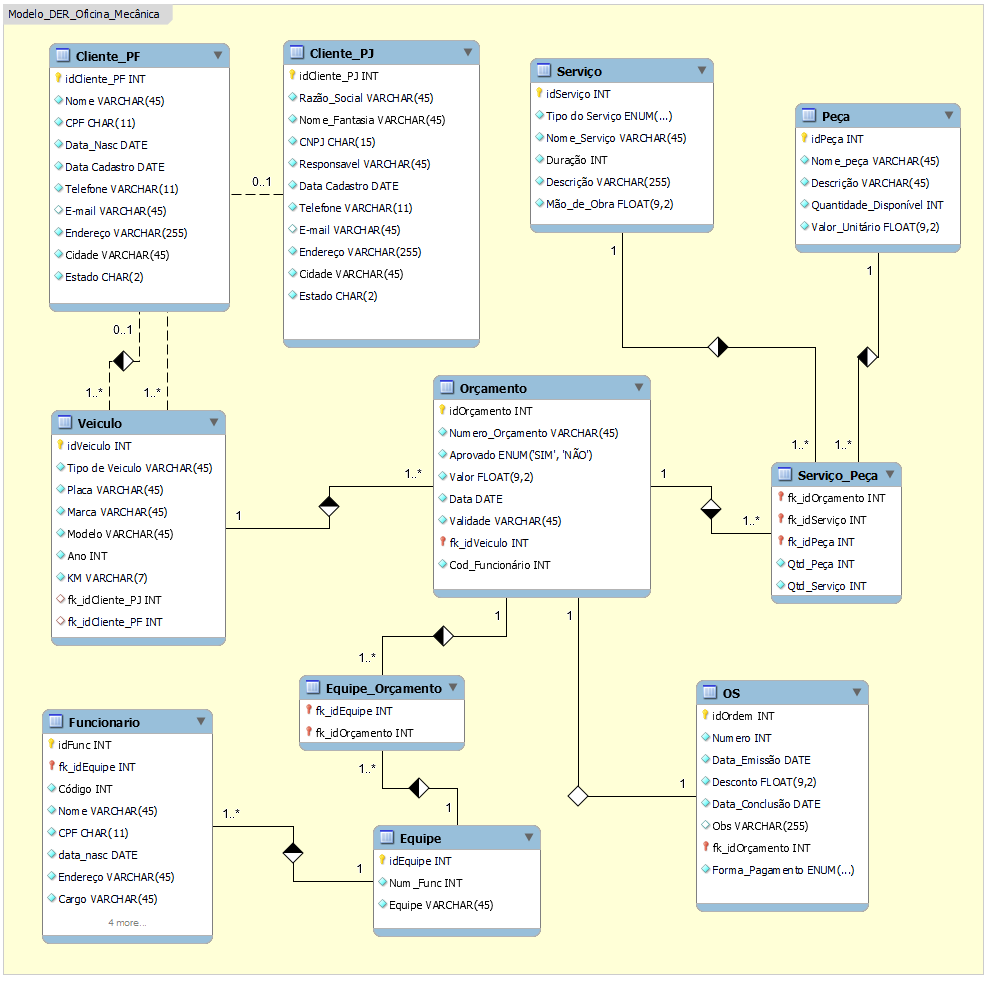 Modelo_DER_Oficina_Mecânica
Cliente_PF
idCliente_PF INT
Nome VARCHAR(45)
CPF CHAR(11)
Data_Nasc DATE
Data Cadastro DATE
Telefone VARCHAR(11)
E-mail VARCHAR(45)
Endereço VARCHAR(255)
Cidade VARCHAR(45)
Estado CHAR(2)
0..1
Cliente_PJ
idCliente_PJ INT
Razão_Social VARCHAR(45)
Nome_Fantasia VARCHAR(45)
CNPJ CHAR(15)
Responsavel VARCHAR(45)
Data Cadastro DATE
Telefone VARCHAR(11)
E-mail VARCHAR(45)
Endereço VARCHAR(255)
Cidade VARCHAR(45)
Estado CHAR(2)
Serviço
idServiço INT
Tipo do Serviço ENUM(...)
Nome_Serviço VARCHAR(45)
Duração INT
Descrição VARCHAR(255)
Mão_de_Obra FLOAT(9,2)
Peça
idPeça INT
Nome_peça VARCHAR(45)
Descrição VARCHAR(45)
Quantidade_Disponível INT
Valor_Unitário FLOAT(9,2)
1
1
0..1
1..*
1..*
Veiculo
idVeiculo INT
Tipo de Veiculo VARCHAR(45)
Placa VARCHAR(45)
Marca VARCHAR(45)
Modelo VARCHAR(45)
Ano INT
KM VARCHAR(7)
fk_idCliente_PJ INT
fk_idCliente_PF INT
1
1..*
Orçamento
idOrçamento INT
Numero_Orçamento VARCHAR(45)
Aprovado ENUM('SIM', 'NÃO')
Valor FLOAT(9,2)
Data DATE
Validade VARCHAR(45)
fk_idVeiculo INT
Cod_Funcionário INT
1
1..*
1..*
1..*
Serviço_Peça
fk_idOrçamento INT
fk_idServiço INT
fk_idPeça INT
Qtd_Peça INT
Qtd_Serviço INT
1
1
1..*
Equipe_Orçamento
fk_idEquipe INT
fk_idOrçamento INT
1..*
1
Funcionario
idFunc INT
fk_idEquipe INT
Código INT
Nome VARCHAR(45)
CPF CHAR(11)
data_nasc DATE
Endereço VARCHAR(45)
Cargo VARCHAR(45)
4 more...
1..*
1
Equipe
idEquipe INT
Num_Func INT
Equipe VARCHAR(45)
1
OS
idOrdem INT
Numero INT
Data_Emissão DATE
Desconto FLOAT(9,2)
Data_Conclusão DATE
Obs VARCHAR(255)
fk_idOrçamento INT
Forma_Pagamento ENUM(...)